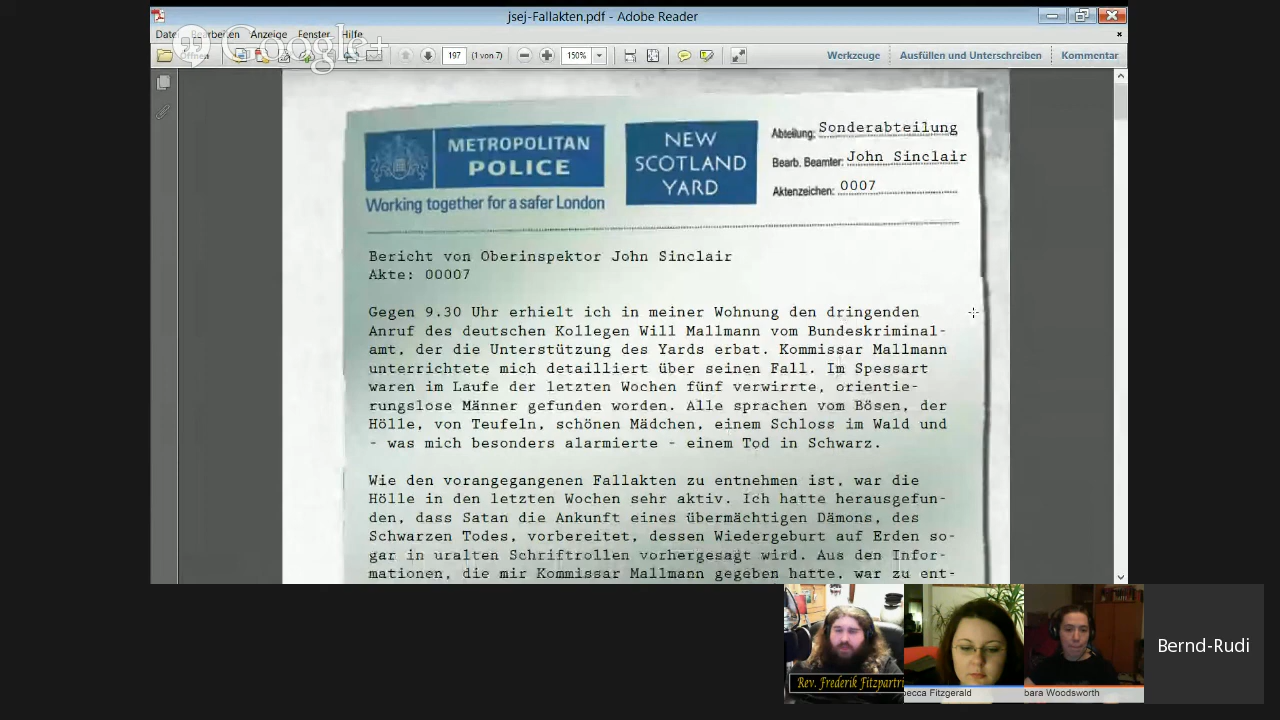 jsej-Fallakten.pdf - Adobe Reader
Datei Bearbeiten Anzeige Fenster Hilfe
Google+
Öffnen
197 (1 von 7)
150%
Werkzeuge
Ausfüllen und Unterschreiben
Kommentar
METROPOLITAN
POLICE
Working together for a safer London
NEW
SCOTLAND
YARD
Abteilung: Sonderabteilung
Bearb. Beamter: John Sinclair
Aktenzeichen: 0007
Bericht von Oberinspektor John Sinclair
Akte: 00007
Gegen 9.30 Uhr erhielt ich in meiner Wohnung den dringenden
Anruf des deutschen Kollegen Will Mallmann vom Bundeskriminal-
amt, der die Unterstützung des Yards erbat. Kommissar Mallmann
unterrichtete mich detailliert über seinen Fall. Im Spessart
waren im Laufe der letzten Wochen fünf verwirrte, orientie-
rungslose Männer gefunden worden. Alle sprachen vom Bösen, der
Hölle, von Teufeln, schönen Mädchen, einem Schloss im Wald und
- was mich besonders alarmierte - einem Tod in Schwarz.
Wie den vorangegangenen Fallakten zu entnehmen ist, war die
Hölle in den letzten Wochen sehr aktiv. Ich hatte herausgefun-
den, dass Satan die Ankunft eines übermächtigen Dämons, des
Schwarzen Todes, vorbereitet, dessen Wiedergeburt auf Erden so-
gar in uralten Schriftrollen vorhergesagt wird. Aus den Infor-
mationen, die mir Kommissar Mallmann gegeben hatte, war zu ent-
Rev. Frederik Fitzpartri
ecca Fitzgerald
bara Woodsworth
Bernd-Rudi